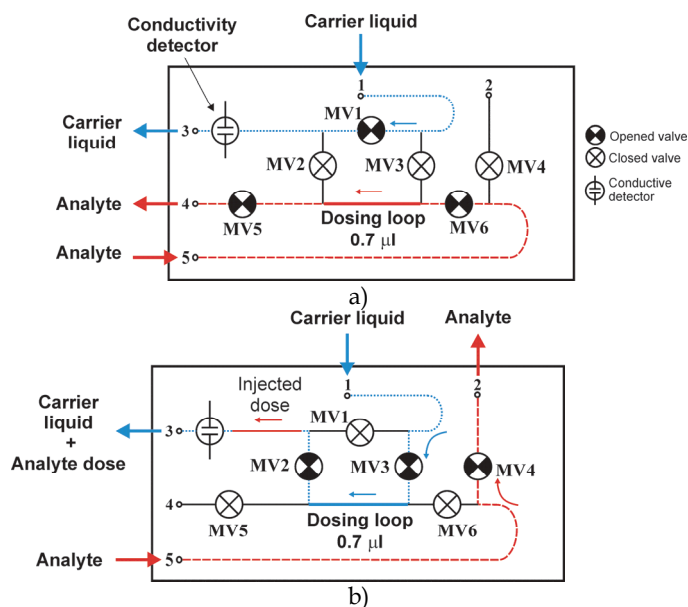 Conductivity
detector
Carrier liquid
1
2
MV1
Carrier
liquid
3
MV2
MV3
MV4
Opened valve
Closed valve
Conductive
detector
Analyte
4
MV5
Dosing loop
0.7 µl
MV6
Analyte
5
a)
Carrier liquid
Analyte
1
2
Injected
dose
MV1
Carrier
liquid
+
Analyte dose
3
MV2
MV3
MV4
4
MV5
Dosing loop
0.7 µl
MV6
Analyte
5
b)